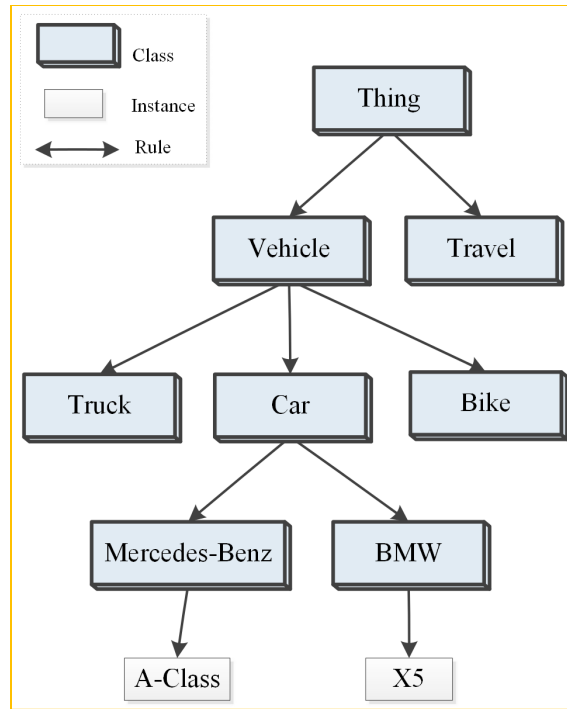 Class
Instance
Rule
Thing
Vehicle
Travel
Truck
Car
Bike
Mercedes-Benz
BMW
A-Class
X5